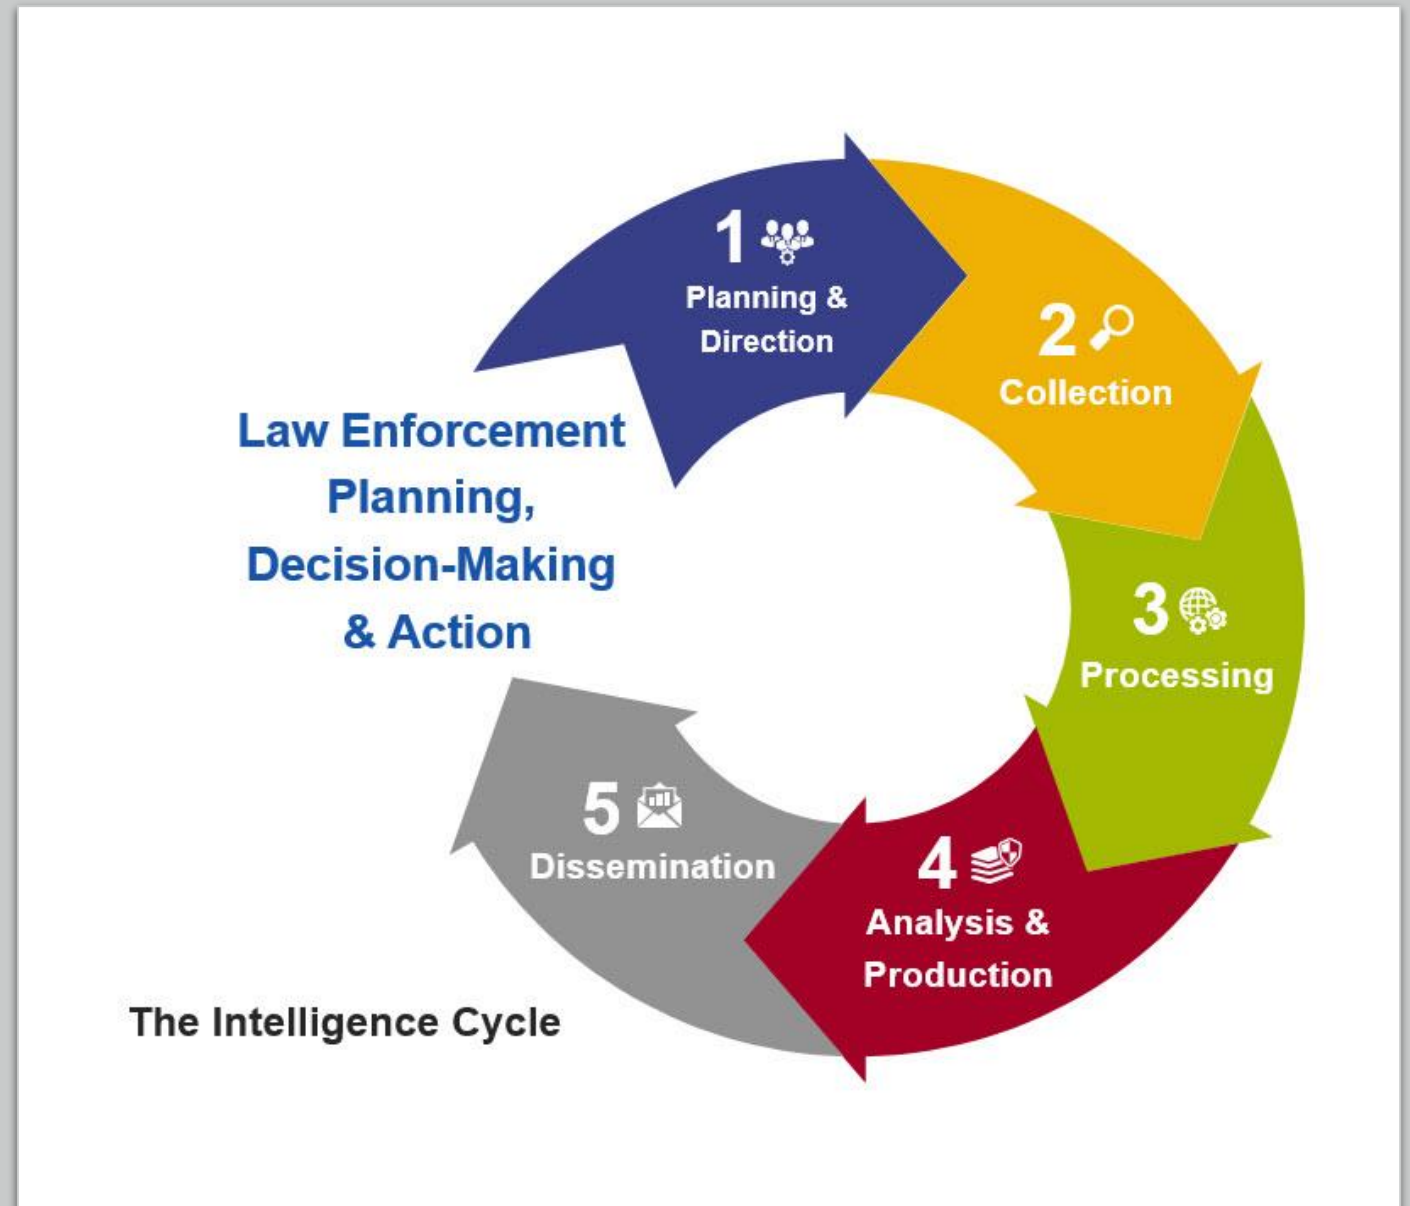 1
Planning &
Direction
2
Collection
3
Processing
4
Analysis &
Production
5
Dissemination
Law Enforcement
Planning,
Decision-Making
& Action
The Intelligence Cycle